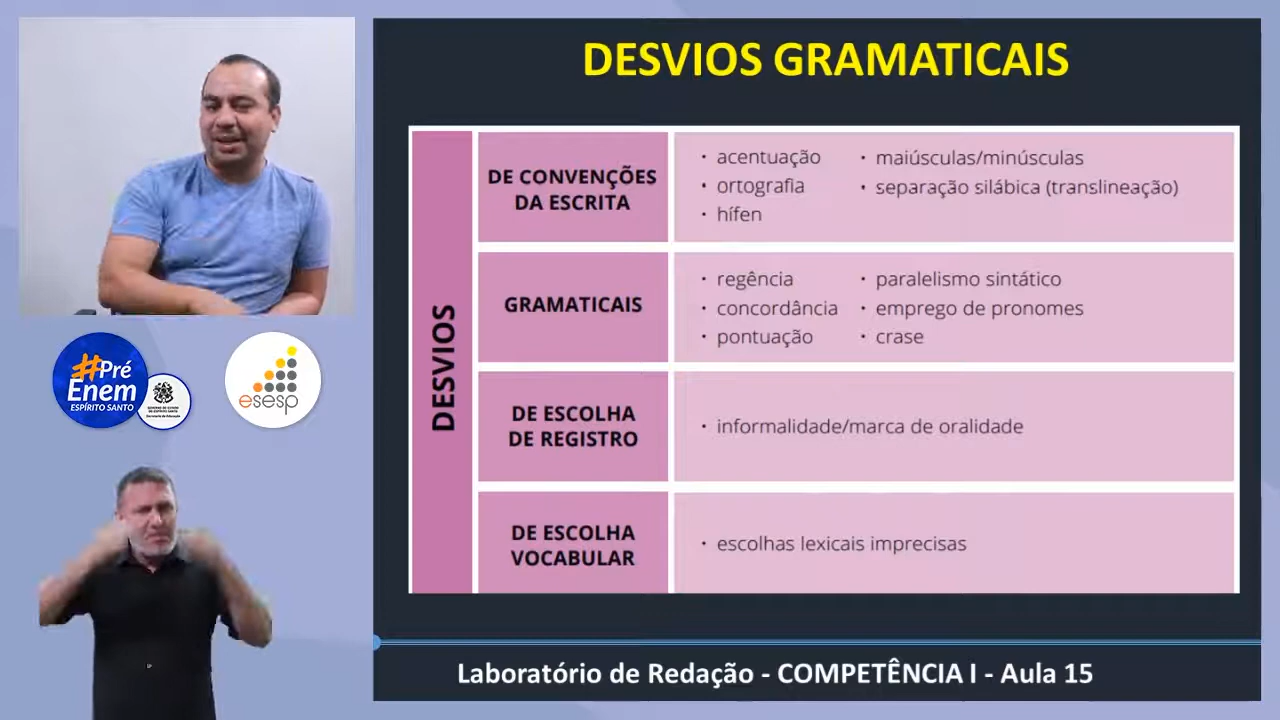 DESVIOS GRAMATICAIS
DESVIOS
DE CONVENÇÕES
DA ESCRITA
• acentuação
• ortografia
• hífen
• maiúsculas/minúsculas
• separação silábica (translineação)
GRAMATICAIS
• regência
• concordância
• pontuação
• paralelismo sintático
• emprego de pronomes
• crase
DE ESCOLHA
DE REGISTRO
• informalidade/marca de oralidade
DE ESCOLHA
VOCABULAR
• escolhas lexicais imprecisas
#Pré
Enem
ESPÍRITO SANTO
esesp
Laboratório de Redação - COMPETÊNCIA I - Aula 15